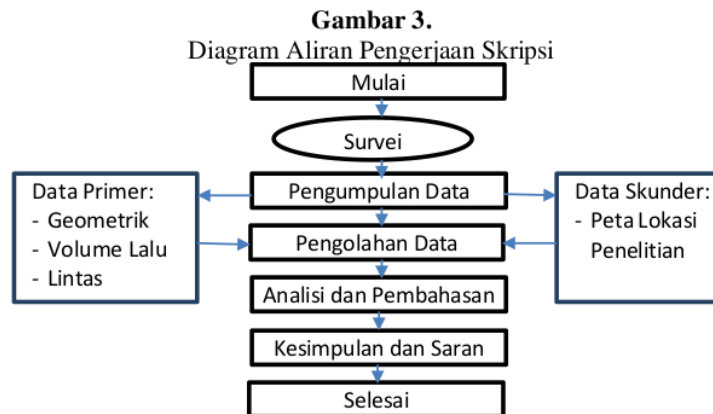 Gambar 3.
Diagram Aliran Pengerjaan Skripsi
Mulai
Survei
Data Primer:
- Geometrik
- Volume Lalu
- Lintas
Pengumpulan Data
Data Skunder:
- Peta Lokasi
Penelitian
Pengolahan Data
Analisi dan Pembahasan
Kesimpulan dan Saran
Selesai